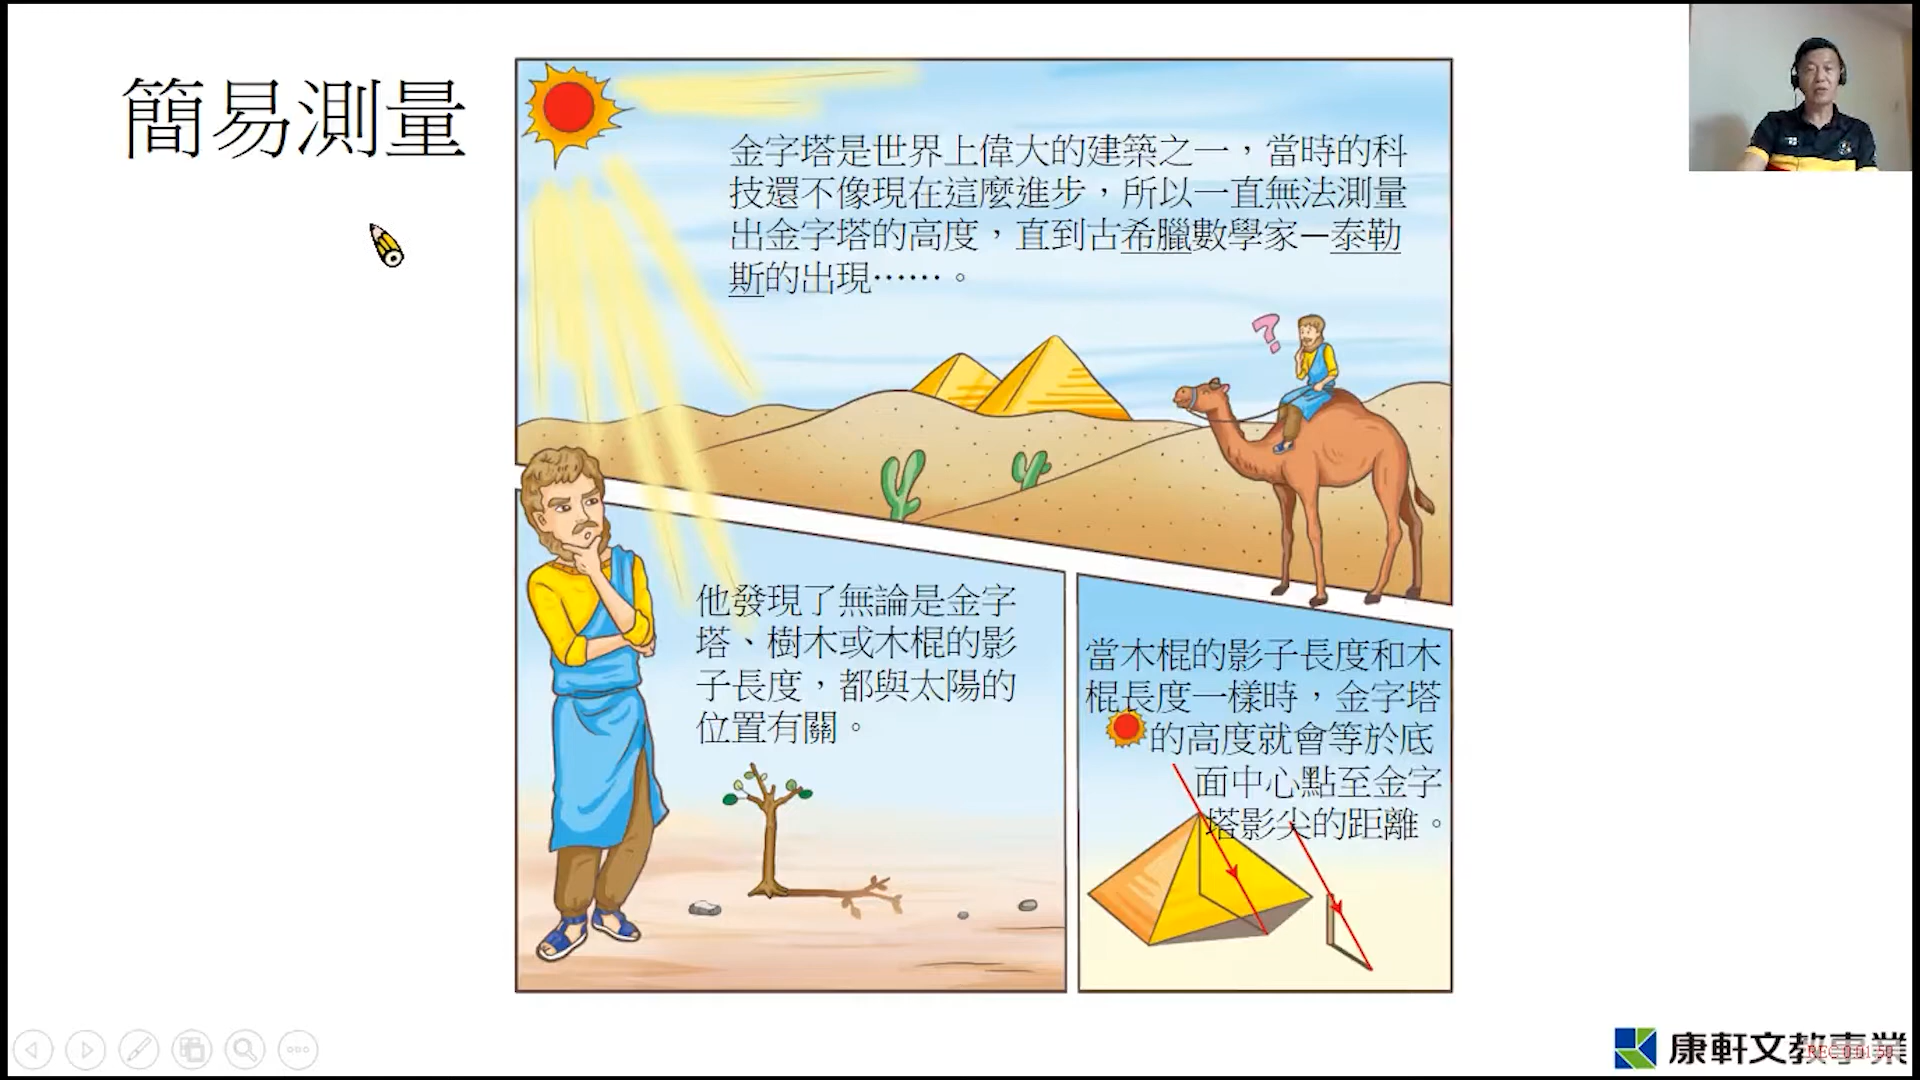 簡易測量
金字塔是世界上偉大的建築之一，當時的科
技還不像現在這麼進步，所以一直無法測量
出金字塔的高度，直到古希臘數學家—泰勒
斯的出現⋯⋯。
?
他發現了無論是金字
塔、樹木或木棍的影
子長度，都與太陽的
位置有關。
當木棍的影子長度和木
棍長度一樣時，金字塔
的高度就會等於底
面中心點至金字
塔影尖的距離。
康軒文教事業